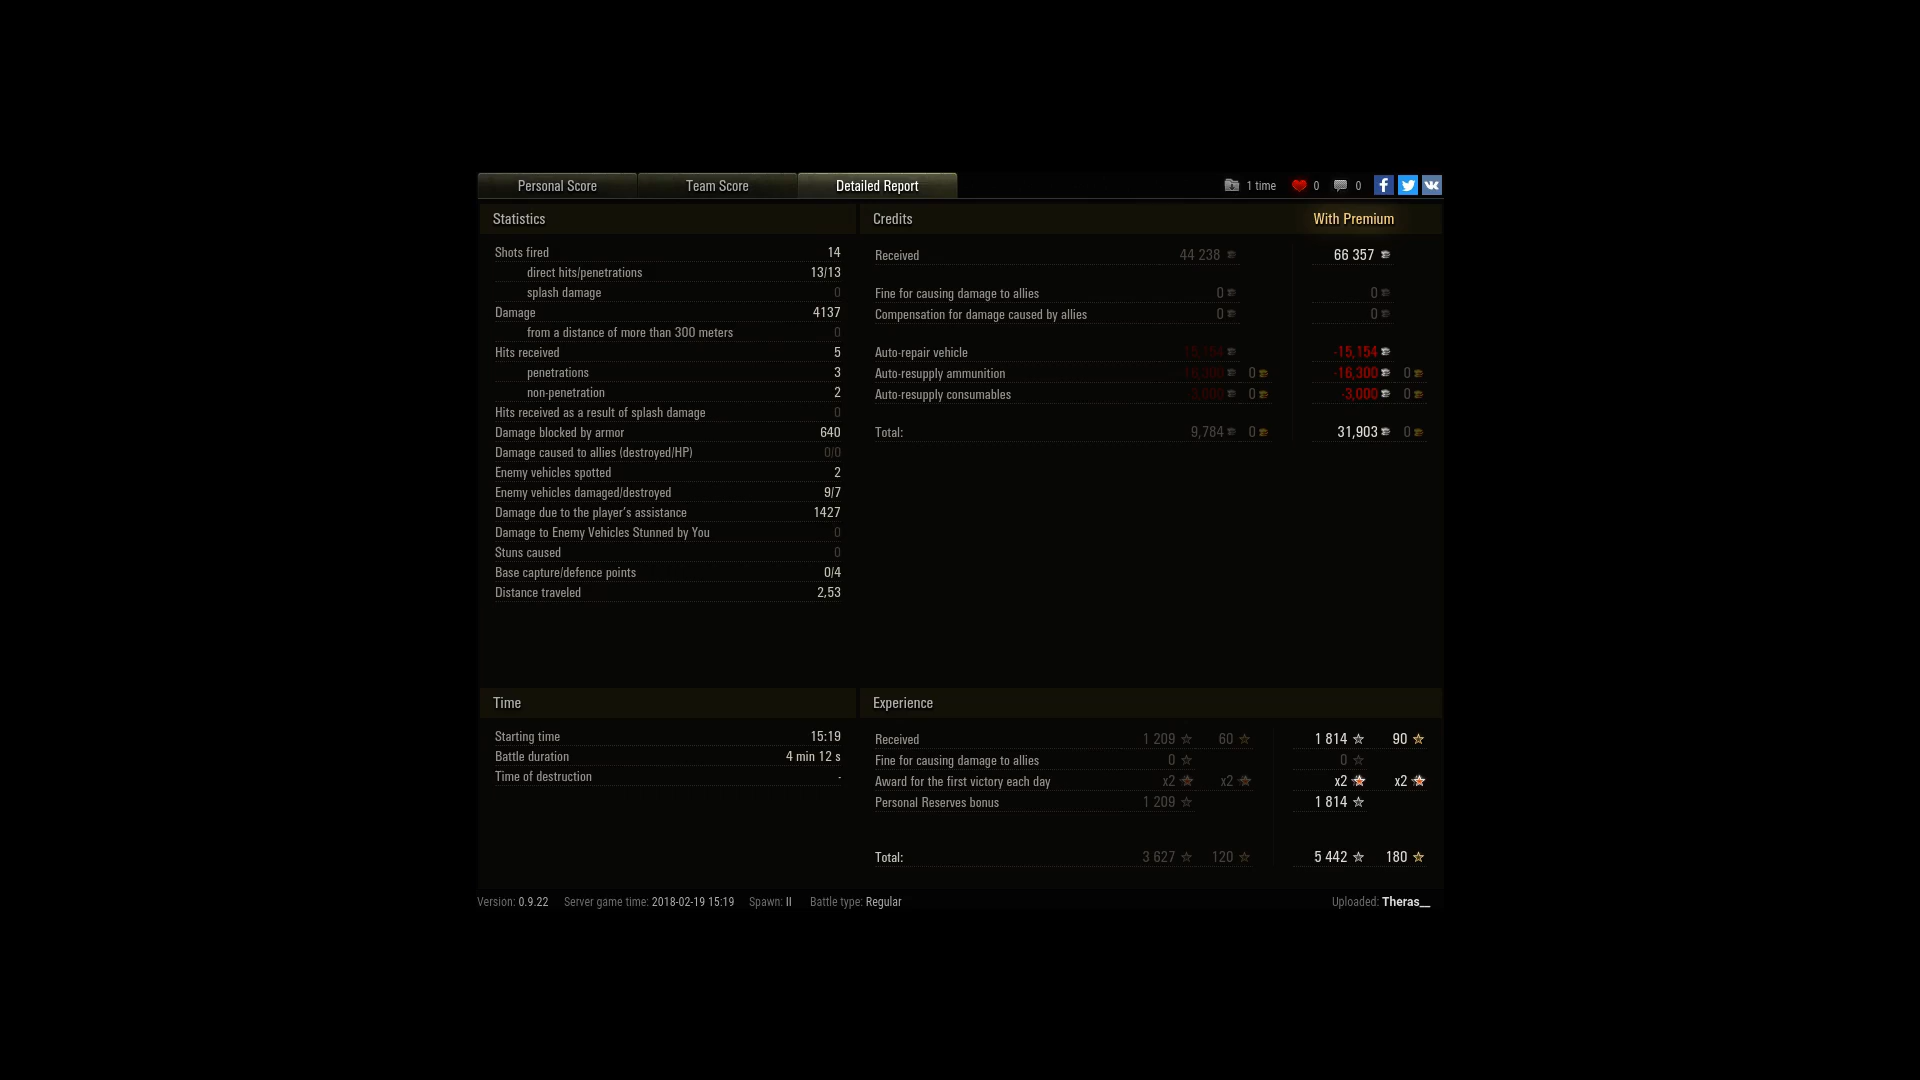 Personal Score Team Score Detailed Report 1 time 0 0
Statistics
Shots fired 14
direct hits/penetrations 13/13
splash damage 0
Damage 4137
from a distance of more than 300 meters 0
Hits received 5
penetrations 3
non-penetration 2
Hits received as a result of splash damage 0
Damage blocked by armor 640
Damage caused to allies (destroyed/HP) 0/0
Enemy vehicles spotted 2
Enemy vehicles damaged/destroyed 9/7
Damage due to the player's assistance 1427
Damage to Enemy Vehicles Stunned by You 0
Stuns caused 0
Base capture/defence points 0/4
Distance traveled 2,53
Credits With Premium
Received 44 238 66 357
Fine for causing damage to allies 0 0
Compensation for damage caused by allies 0 0
Auto-repair vehicle 15,154 -15,154
Auto-resupply ammunition 16,300 0 -16,300 0
Auto-resupply consumables 3,000 0 -3,000 0
Total: 9,784 0 31,903 0
Time
Starting time 15:19
Battle duration 4 min 12 s
Time of destruction -
Experience
Received 1 209 60 1 814 90
Fine for causing damage to allies 0 0
Award for the first victory each day x2 x2 x2 x2
Personal Reserves bonus 1 209 1 814
Total: 3 627 120 5 442 180
Version: 0.9.22 Server game time: 2018-02-19 15:19 Spawn: II Battle type: Regular Uploaded: Theras__